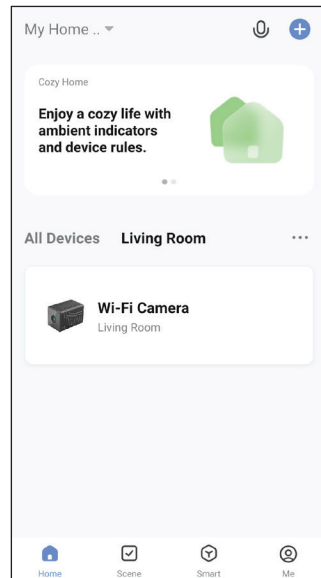 My Home ..
Cozy Home
Enjoy a cozy life with
ambient indicators
and device rules.
All Devices Living Room
Wi-Fi Camera
Living Room
Home Scene Smart Me